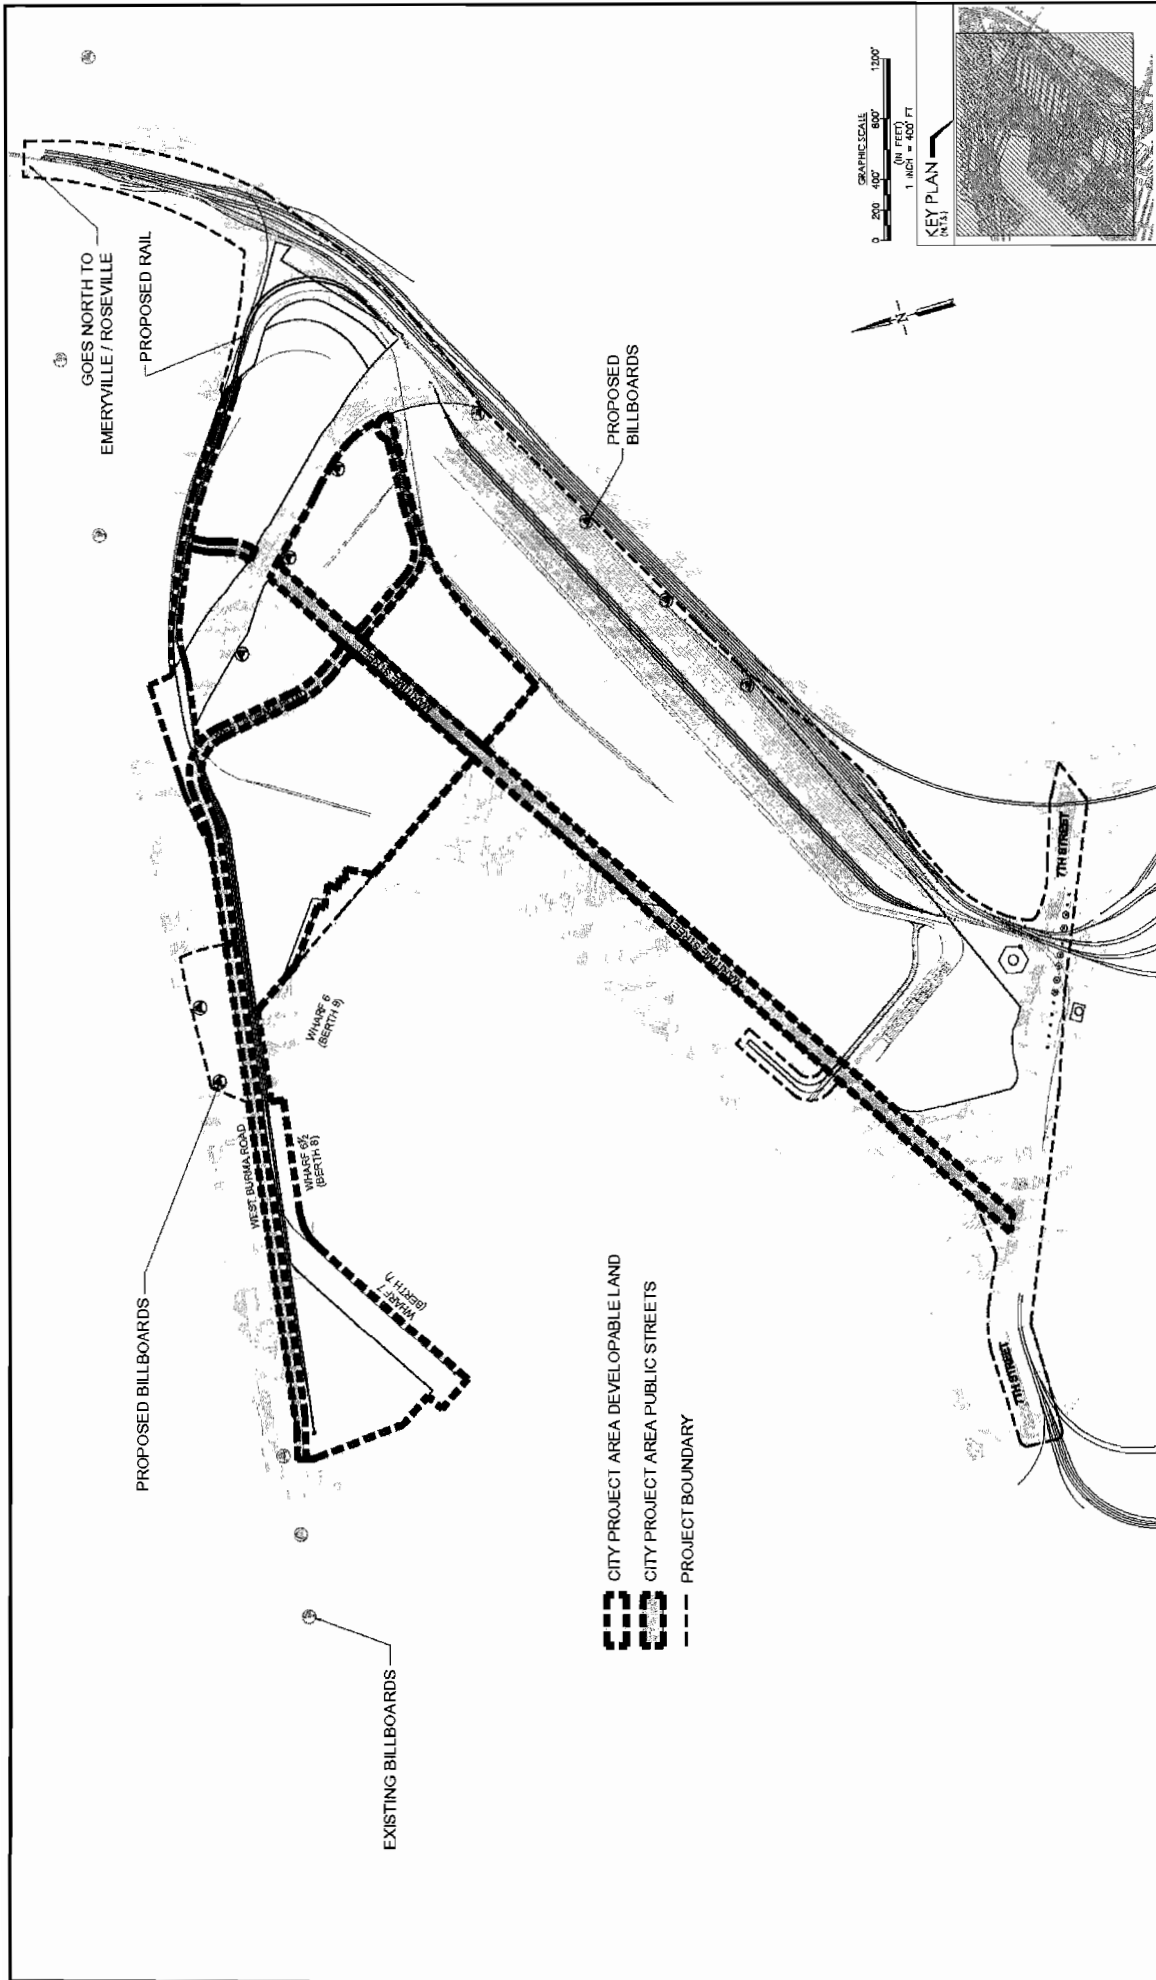 GOES NORTH TO
EMERYVILLE / ROSEVILLE
PROPOSED RAIL
PROPOSED
BILLBOARDS
PROPOSED BILLBOARDS
WEST BURMA ROAD
WHARF 6
(BERTH 9)
WHARF 6½
(BERTH 8)
WHARF 7
(BERTH 7)
EXISTING BILLBOARDS
7TH STREET
7TH STREET
CITY PROJECT AREA DEVELOPABLE LAND
CITY PROJECT AREA PUBLIC STREETS
PROJECT BOUNDARY
N
GRAPHIC SCALE
0 200 400' 800' 1200'
(IN FEET)
1 INCH = 400' FT
KEY PLAN
(N.T.S.)